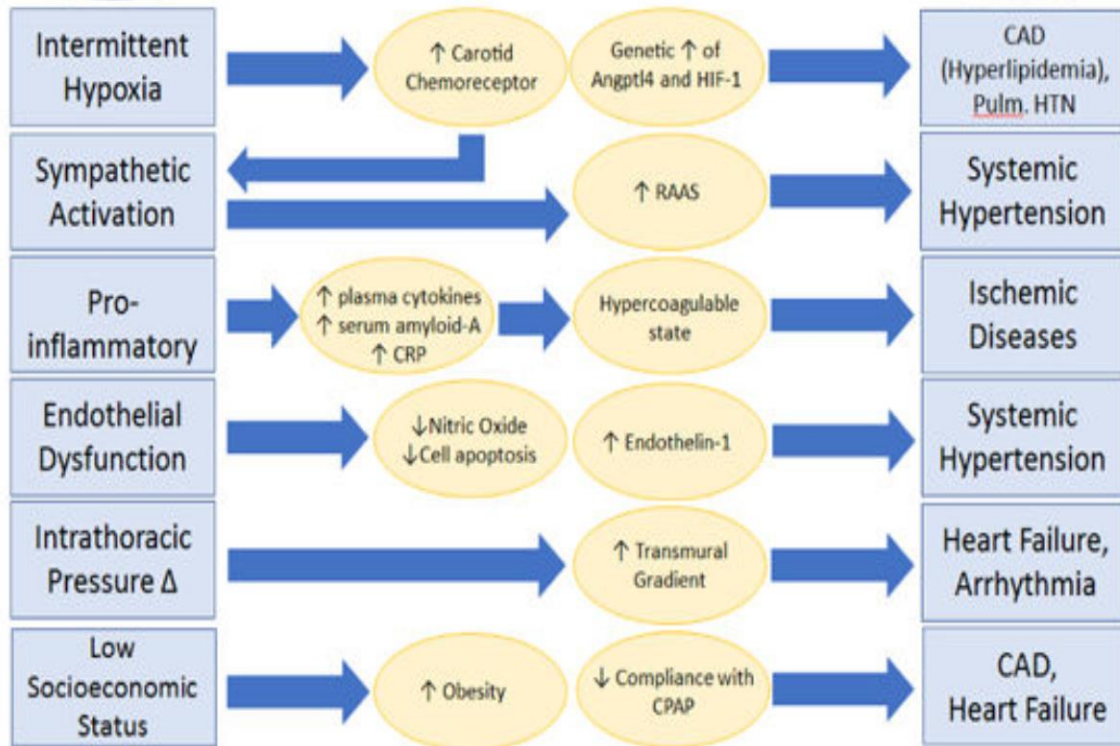 Intermittent
Hypoxia
↑ Carotid
Chemoreceptor
Genetic ↑ of
Angptl4 and HIF-1
CAD
(Hyperlipidemia),
Pulm. HTN
Sympathetic
Activation
↑ RAAS
Systemic
Hypertension
Pro-
inflammatory
↑ plasma cytokines
↑ serum amyloid-A
↑ CRP
Hypercoagulable
state
Ischemic
Diseases
Endothelial
Dysfunction
↓Nitric Oxide
↓Cell apoptosis
↑ Endothelin-1
Systemic
Hypertension
Intrathoracic
Pressure Δ
↑ Transmural
Gradient
Heart Failure,
Arrhythmia
Low
Socioeconomic
Status
↑ Obesity
↓ Compliance with
CPAP
CAD,
Heart Failure